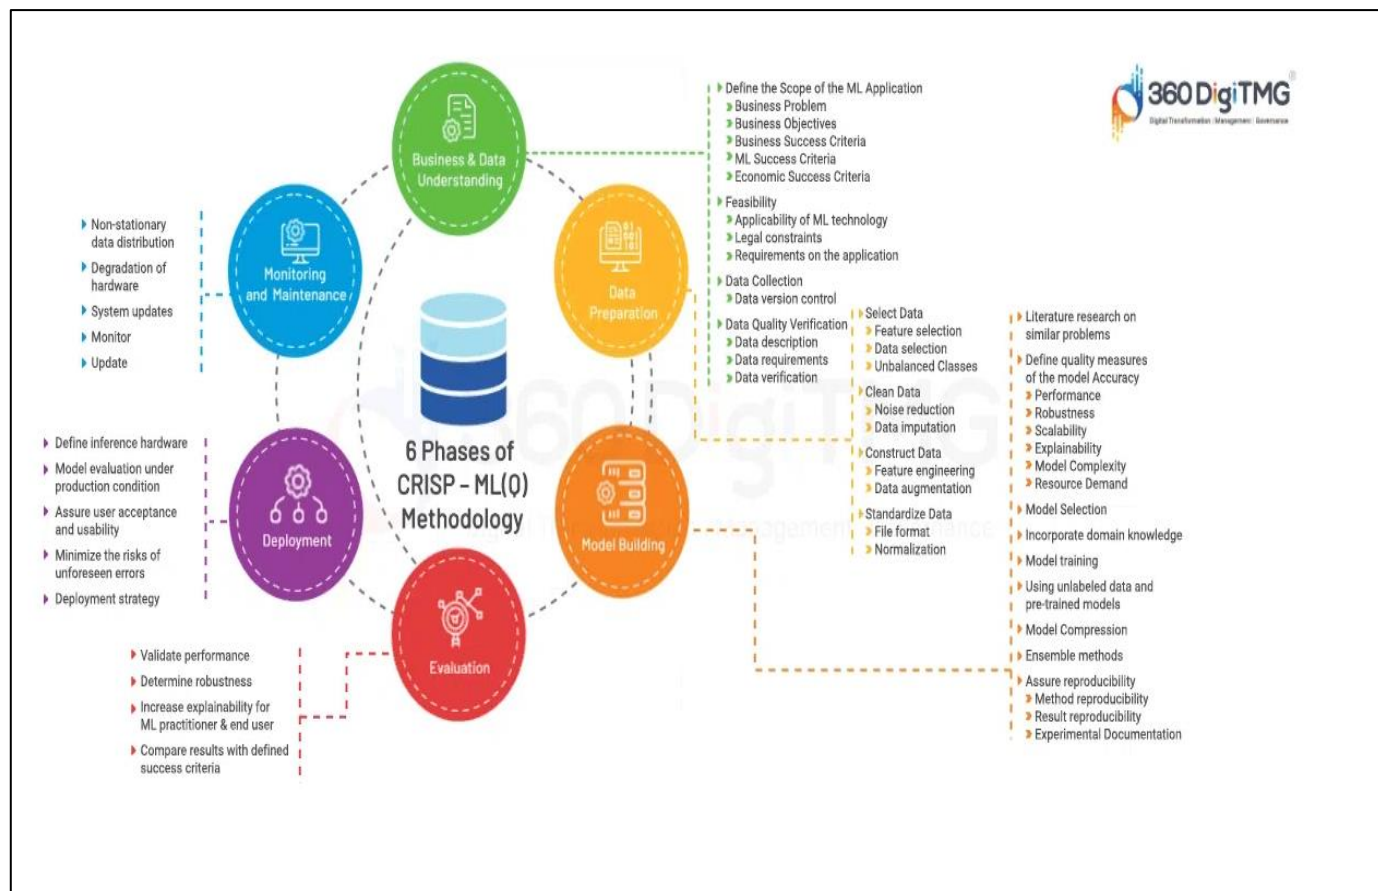 360 DigiTMG®
Digital Transformation | Management | Governance
Business & Data
Understanding
Define the Scope of the ML Application
Business Problem
Business Objectives
Business Success Criteria
ML Success Criteria
Economic Success Criteria
Feasibility
Applicability of ML technology
Legal constraints
Requirements on the application
Data Collection
Data version control
Data Quality Verification
Data description
Data requirements
Data verification
Data
Preparation
Select Data
Feature selection
Data selection
Unbalanced Classes
Clean Data
Noise reduction
Data imputation
Construct Data
Feature engineering
Data augmentation
Standardize Data
File format
Normalization
Model Building
Literature research on
similar problems
Define quality measures
of the model Accuracy
Performance
Robustness
Scalability
Explainability
Model Complexity
Resource Demand
Model Selection
Incorporate domain knowledge
Model training
Using unlabeled data and
pre-trained models
Model Compression
Ensemble methods
Assure reproducibility
Method reproducibility
Result reproducibility
Experimental Documentation
Evaluation
Validate performance
Determine robustness
Increase explainability for
ML practitioner & end user
Compare results with defined
success criteria
Deployment
Define inference hardware
Model evaluation under
production condition
Assure user acceptance
and usability
Minimize the risks of
unforeseen errors
Deployment strategy
Monitoring
and Maintenance
Non-stationary
data distribution
Degradation of
hardware
System updates
Monitor
Update
6 Phases of
CRISP – ML(Q)
Methodology
360 DigiTMG